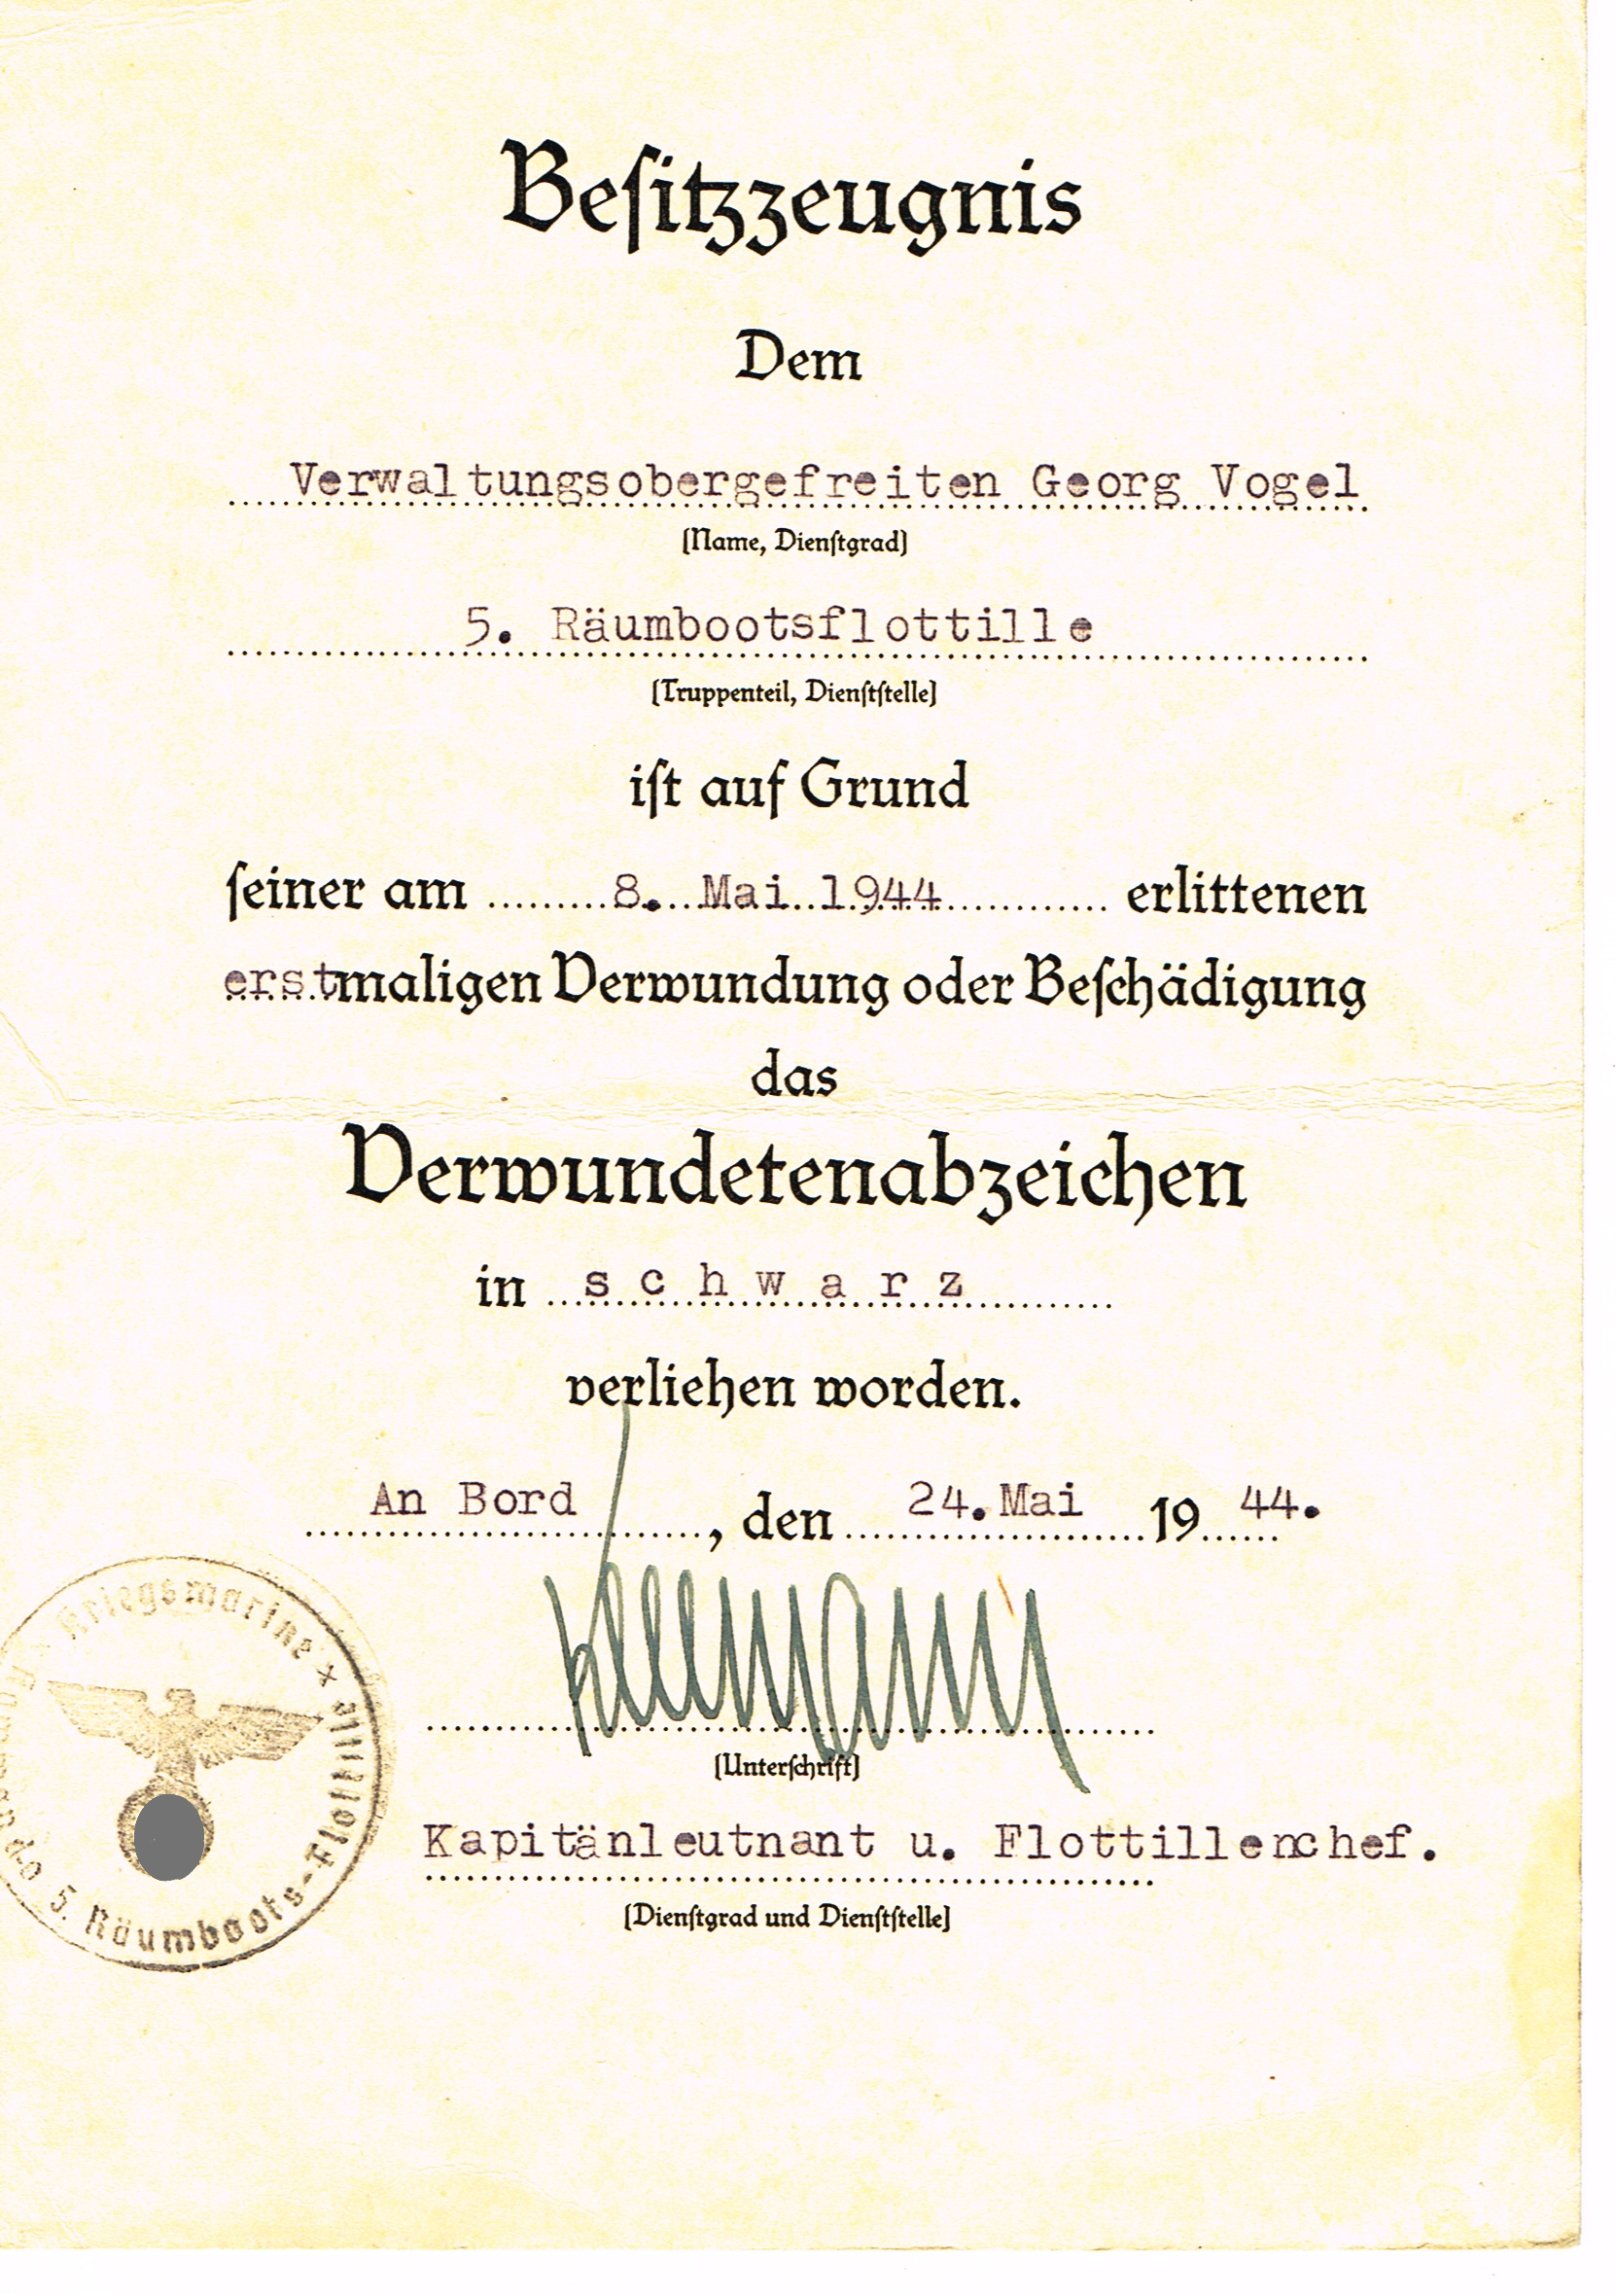 Besitzzeugnis
Dem
Verwaltungsobergefreiten Georg Vogel
(Name, Dienstgrad)
5. Räumbootsflottille
(Truppenteil, Dienststelle)
ist auf Grund
seiner am 8. Mai 1944 erlittenen
erstmaligen Verwundung oder Beschädigung
das
Verwundetenabzeichen
in s c h w a r z
verliehen worden.
An Bord, den 24. Mai 19 44.
Kriegsmarine
5. Räumboots-Flottille
(Unterschrift)
Kapitänleutnant u. Flottillenchef.
(Dienstgrad und Dienststelle)